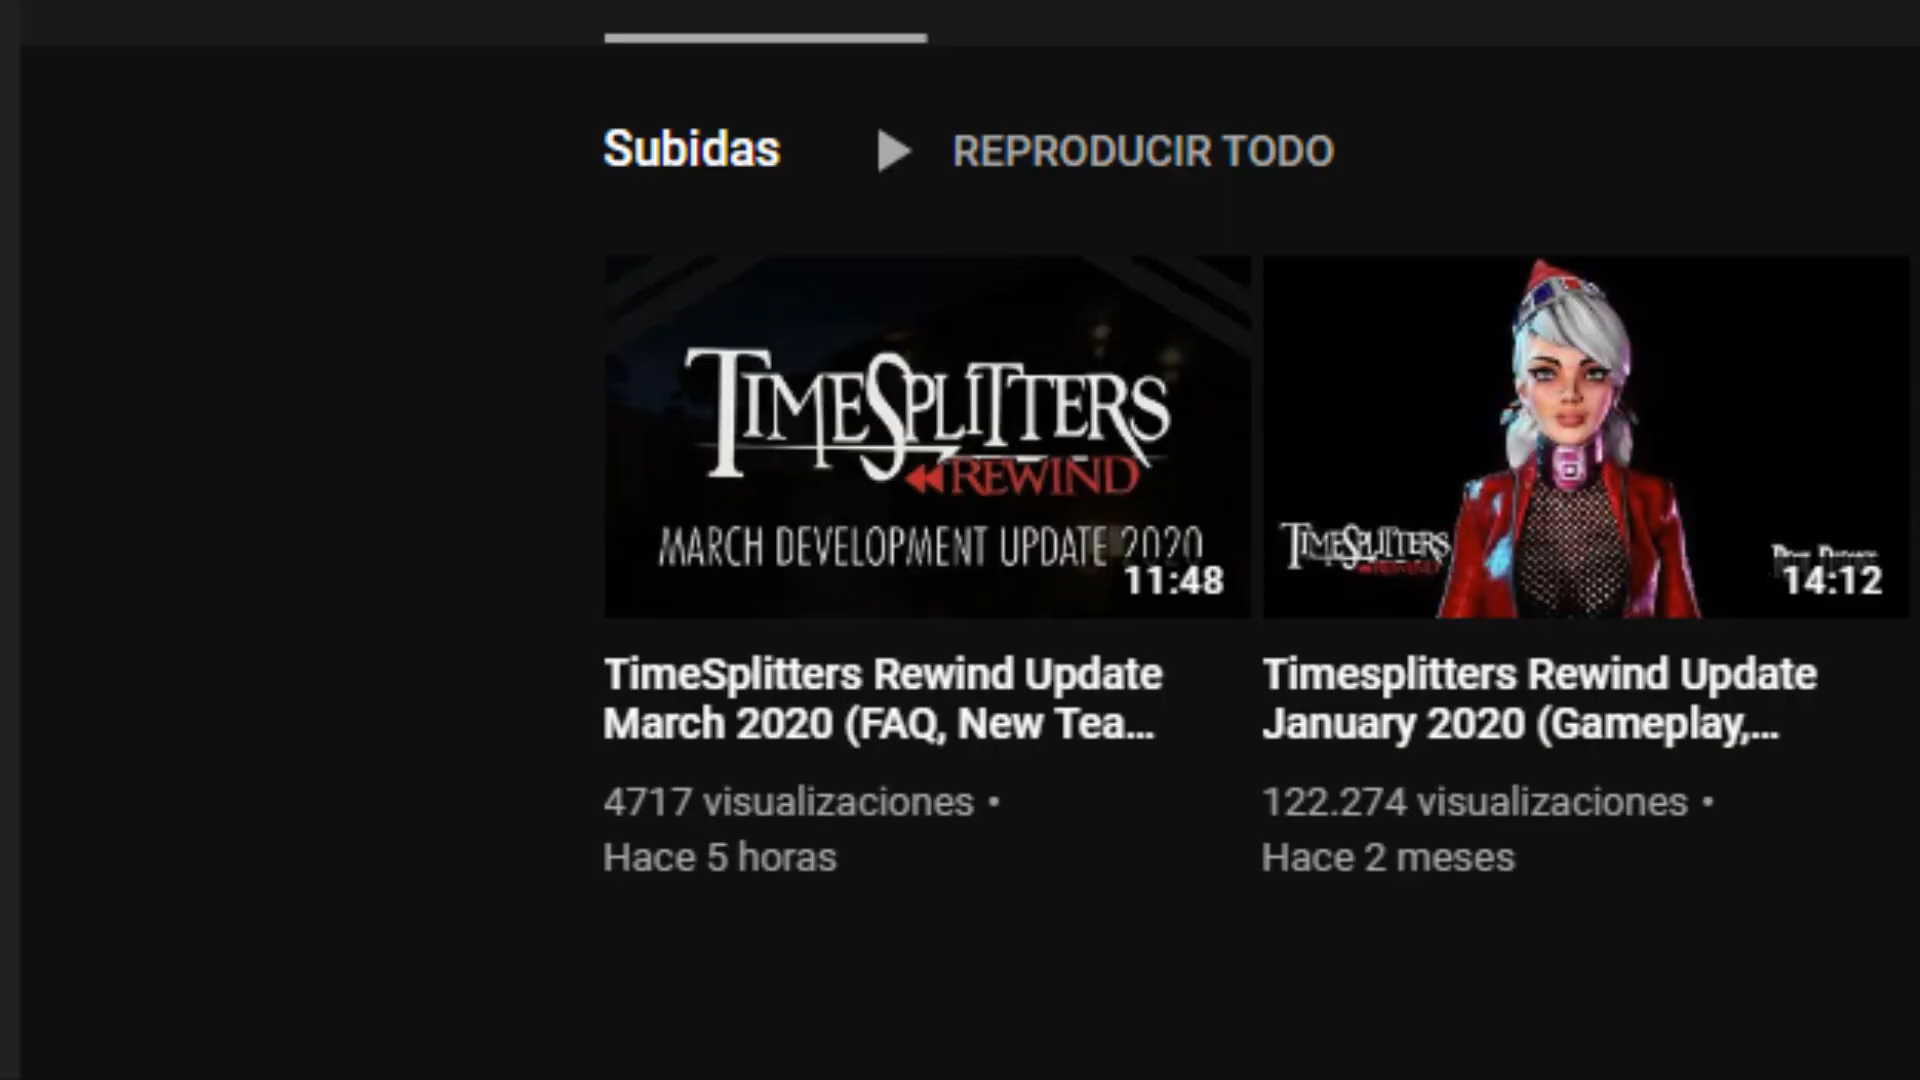 Subidas
REPRODUCIR TODO
TIMESPLITTERS
REWIND
MARCH DEVELOPMENT UPDATE 2020
11:48
TIMESPLITTERS
REWIND
14:12
TimeSplitters Rewind Update
March 2020 (FAQ, New Tea...
4717 visualizaciones •
Hace 5 horas
Timesplitters Rewind Update
January 2020 (Gameplay,...
122.274 visualizaciones •
Hace 2 meses